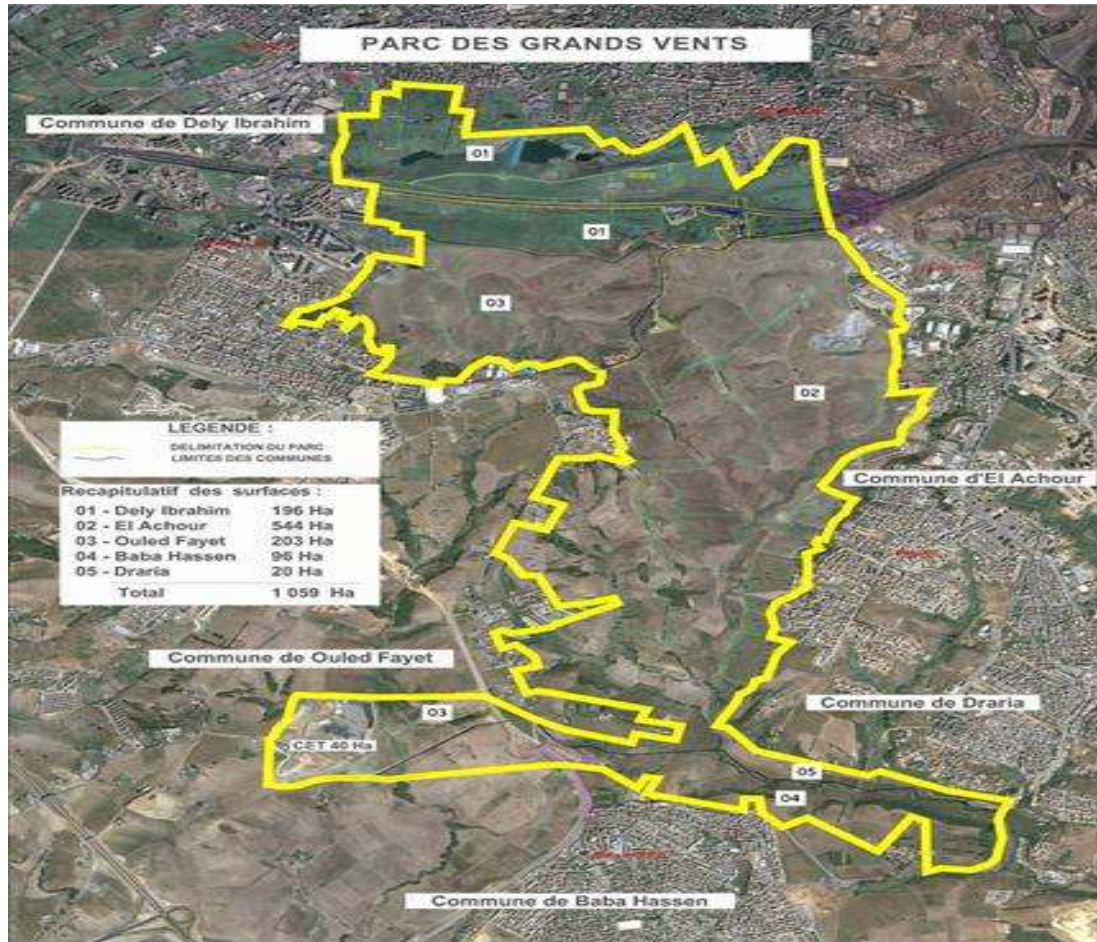 PARC DES GRANDS VENTS
Commune de Dely Ibrahim
01
01
03
02
LEGENDE :
DELIMITATION DU PARC
LIMITES DES COMMUNES
Recapitulatif des surfaces :
01 - Dely Ibrahim 196 Ha
02 - El Achour 544 Ha
03 - Ouled Fayet 203 Ha
04 - Baba Hassen 96 Ha
05 - Draria 20 Ha
Total 1 059 Ha
Commune d'El Achour
Commune de Ouled Fayet
Commune de Draria
03
CET 40 Ha
05
04
Commune de Baba Hassen